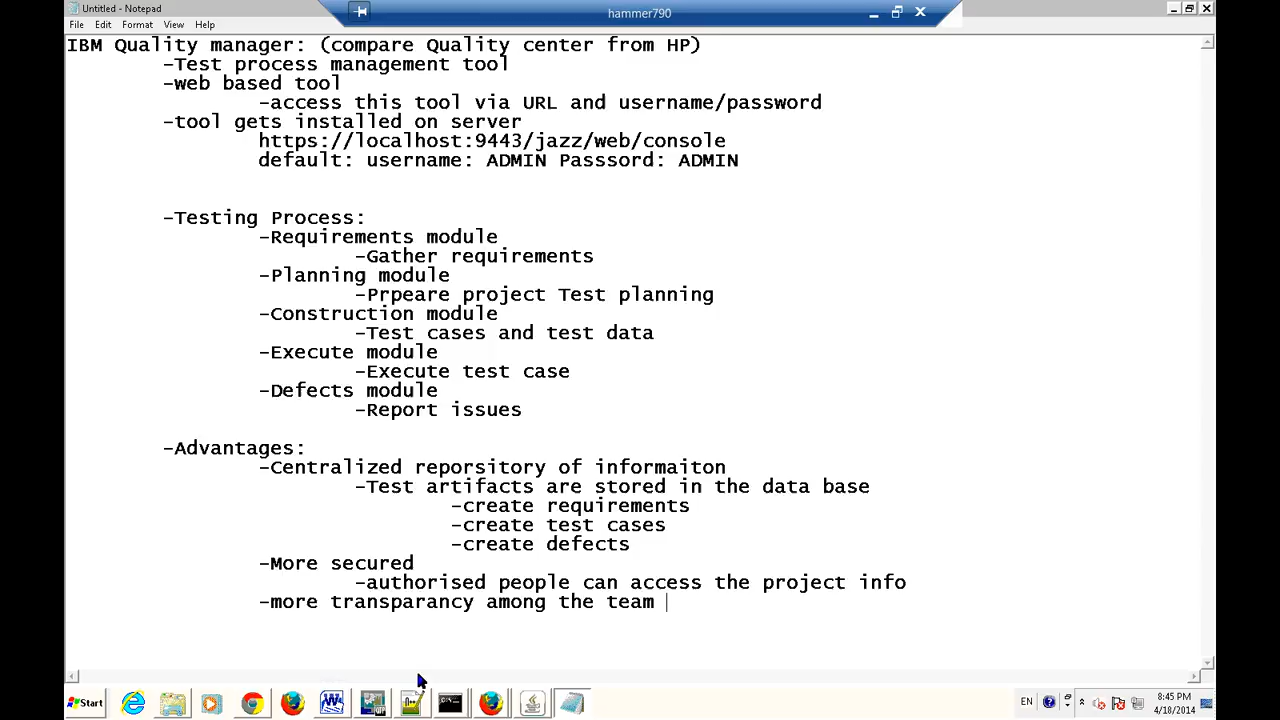 Untitled - Notepad
hammer790
File Edit Format View Help
IBM Quality manager: (compare Quality center from HP)
-Test process management tool
-web based tool
-access this tool via URL and username/password
-tool gets installed on server
https://localhost:9443/jazz/web/console
default: username: ADMIN Passsord: ADMIN
-Testing Process:
-Requirements module
-Gather requirements
-Planning module
-Prpeare project Test planning
-Construction module
-Test cases and test data
-Execute module
-Execute test case
-Defects module
-Report issues
-Advantages:
-Centralized reporsitory of informaiton
-Test artifacts are stored in the data base
-create requirements
-create test cases
-create defects
-More secured
-authorised people can access the project info
-more transparancy among the team
Start
EN
8:45 PM
4/18/2014